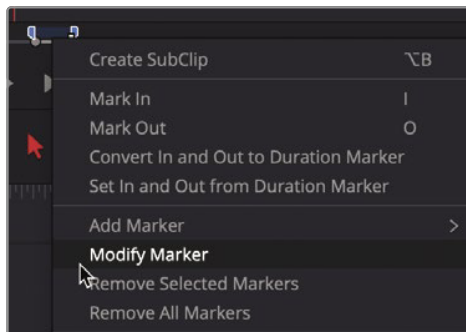 Create SubClip ⌥B
Mark In I
Mark Out O
Convert In and Out to Duration Marker
Set In and Out from Duration Marker
Add Marker >
Modify Marker
Remove Selected Markers
Remove All Markers